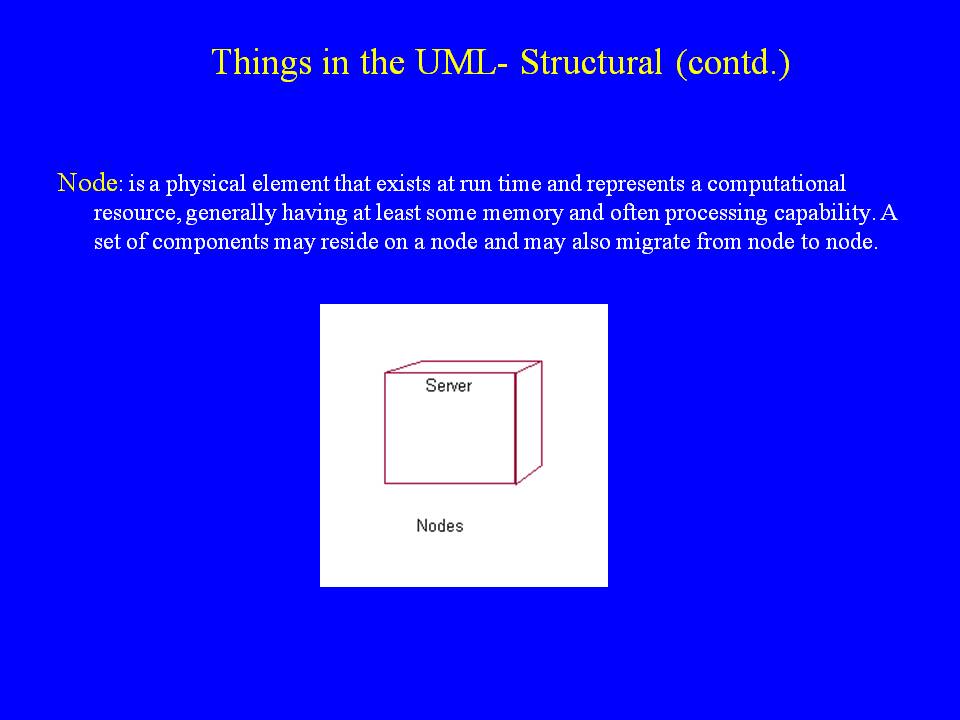 Things in the UML- Structural (contd.)
Node: is a physical element that exists at run time and represents a computational
resource, generally having at least some memory and often processing capability. A
set of components may reside on a node and may also migrate from node to node.
Server
Nodes